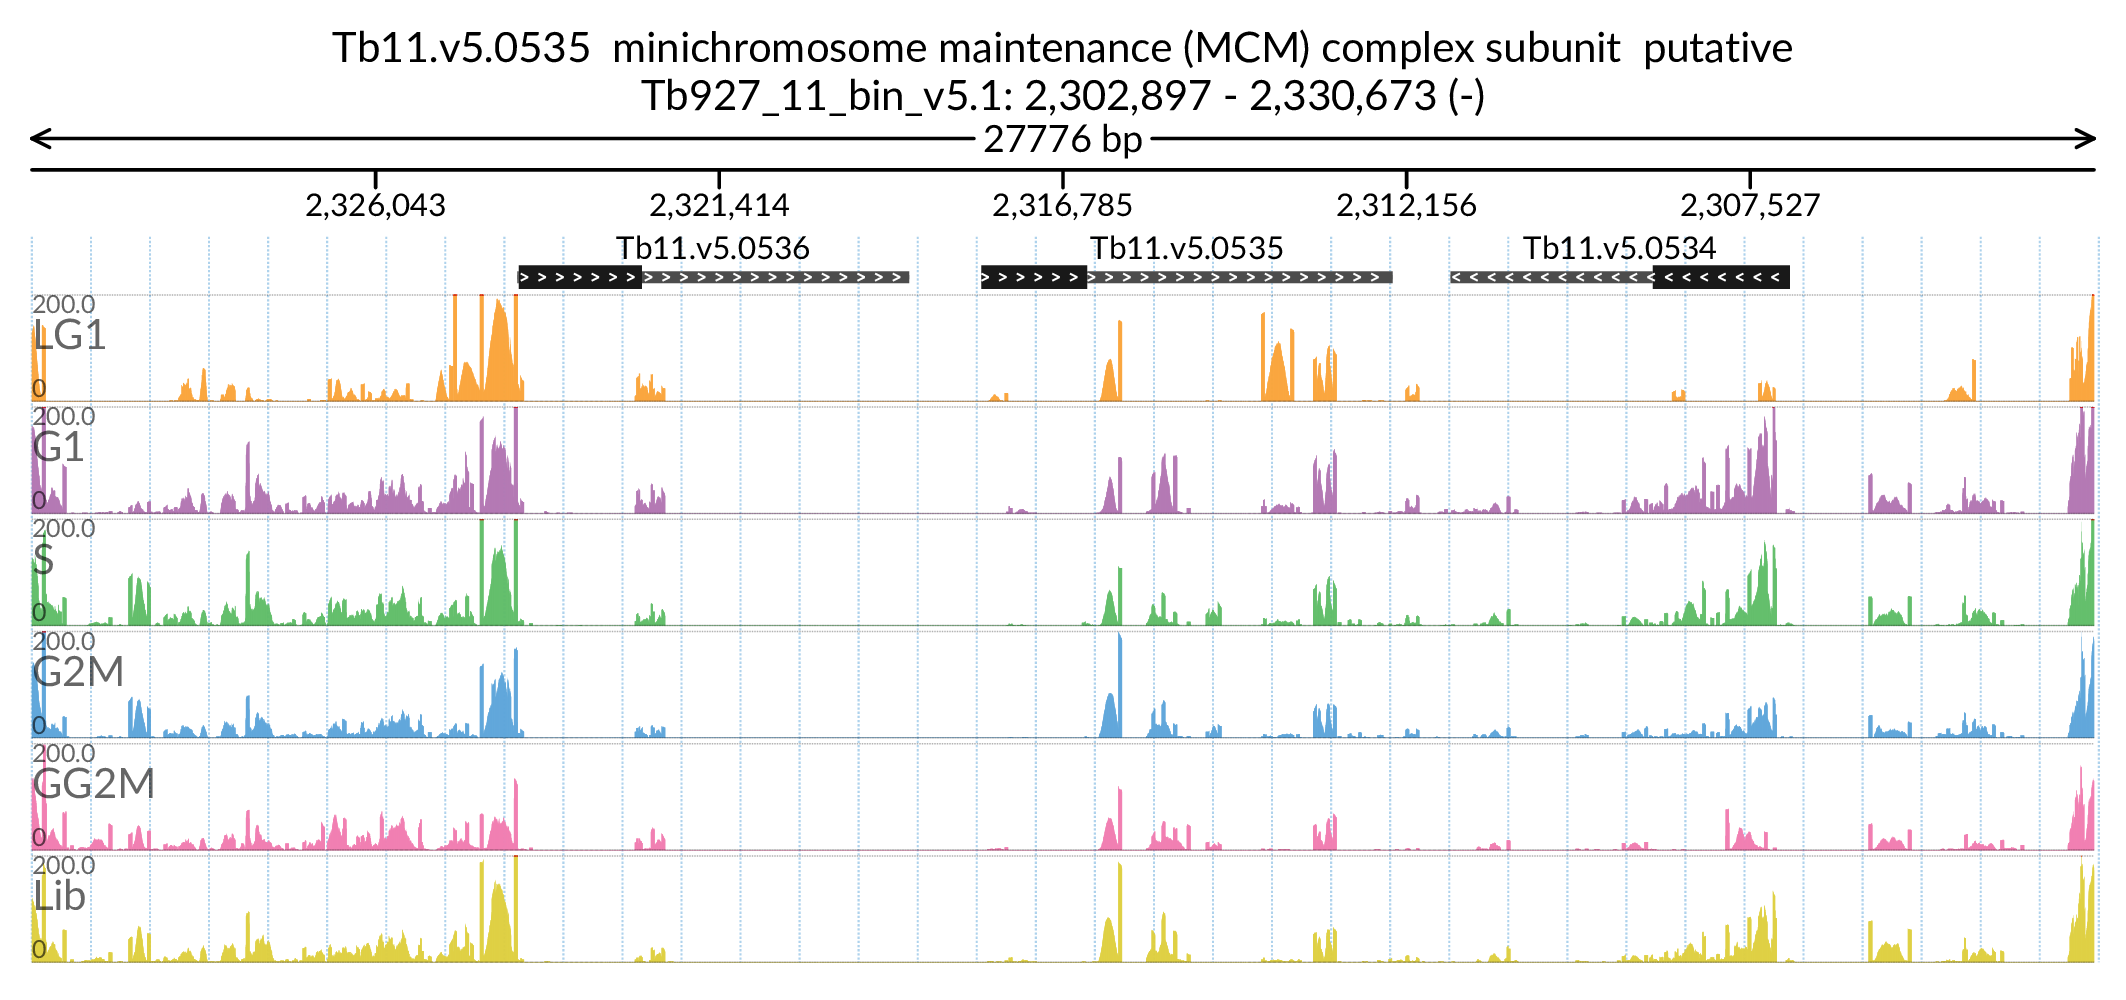 Tb11.v5.0535  minichromosome maintenance (MCM) complex subunit  putative
Tb927_11_bin_v5.1: 2,302,897 - 2,330,673 (-)
27776 bp
2,326,043 2,321,414 2,316,785 2,312,156 2,307,527
Tb11.v5.0536 Tb11.v5.0535 Tb11.v5.0534
200.0
LG1
0
200.0
G1
0
200.0
S
0
200.0
G2M
0
200.0
GG2M
0
200.0
Lib
0